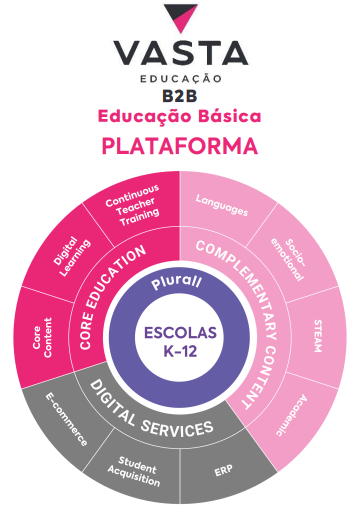 VASTA
EDUCAÇÃO
B2B
Educação Básica
PLATAFORMA
Continuous
Teacher
Training
Languages
Digital
Learning
Socio-
emotional
CORE EDUCATION
COMPLEMENTARY CONTENT
Plurall
Core
Content
ESCOLAS
K-12
STEAM
Academic
DIGITAL SERVICES
E-commerce
Student
Acquisition
ERP